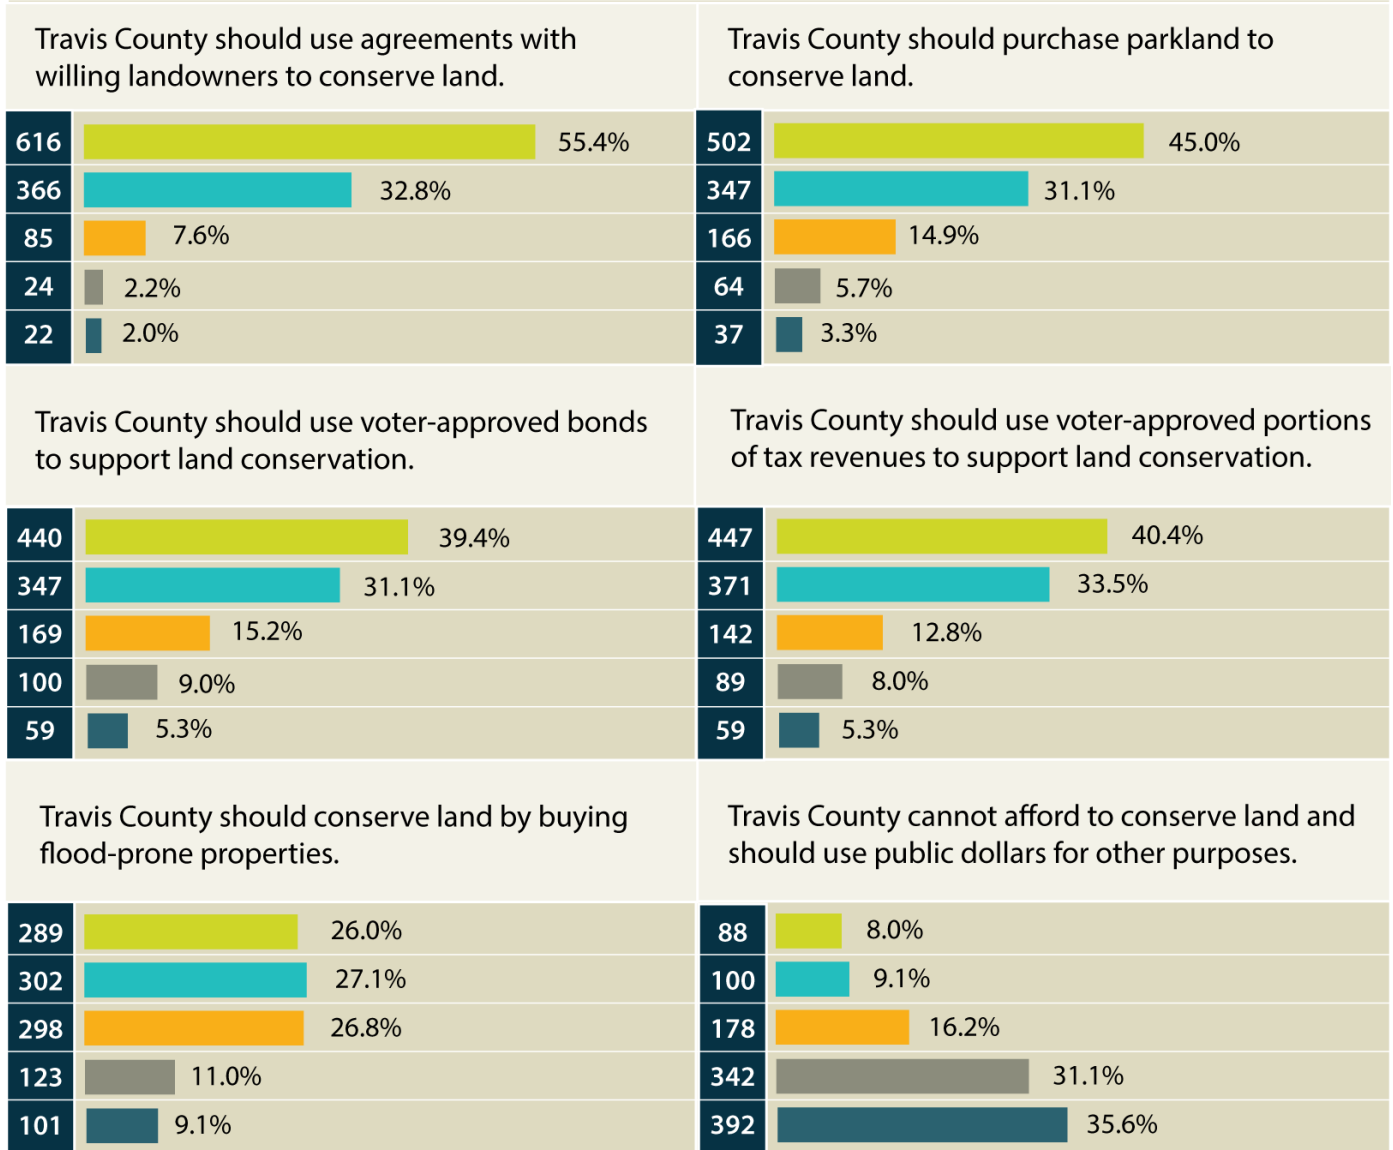 Travis County should use agreements with
willing landowners to conserve land.
616 55.4%
366 32.8%
85 7.6%
24 2.2%
22 2.0%
Travis County should purchase parkland to
conserve land.
502 45.0%
347 31.1%
166 14.9%
64 5.7%
37 3.3%
Travis County should use voter-approved bonds
to support land conservation.
440 39.4%
347 31.1%
169 15.2%
100 9.0%
59 5.3%
Travis County should use voter-approved portions
of tax revenues to support land conservation.
447 40.4%
371 33.5%
142 12.8%
89 8.0%
59 5.3%
Travis County should conserve land by buying
flood-prone properties.
289 26.0%
302 27.1%
298 26.8%
123 11.0%
101 9.1%
Travis County cannot afford to conserve land and
should use public dollars for other purposes.
88 8.0%
100 9.1%
178 16.2%
342 31.1%
392 35.6%